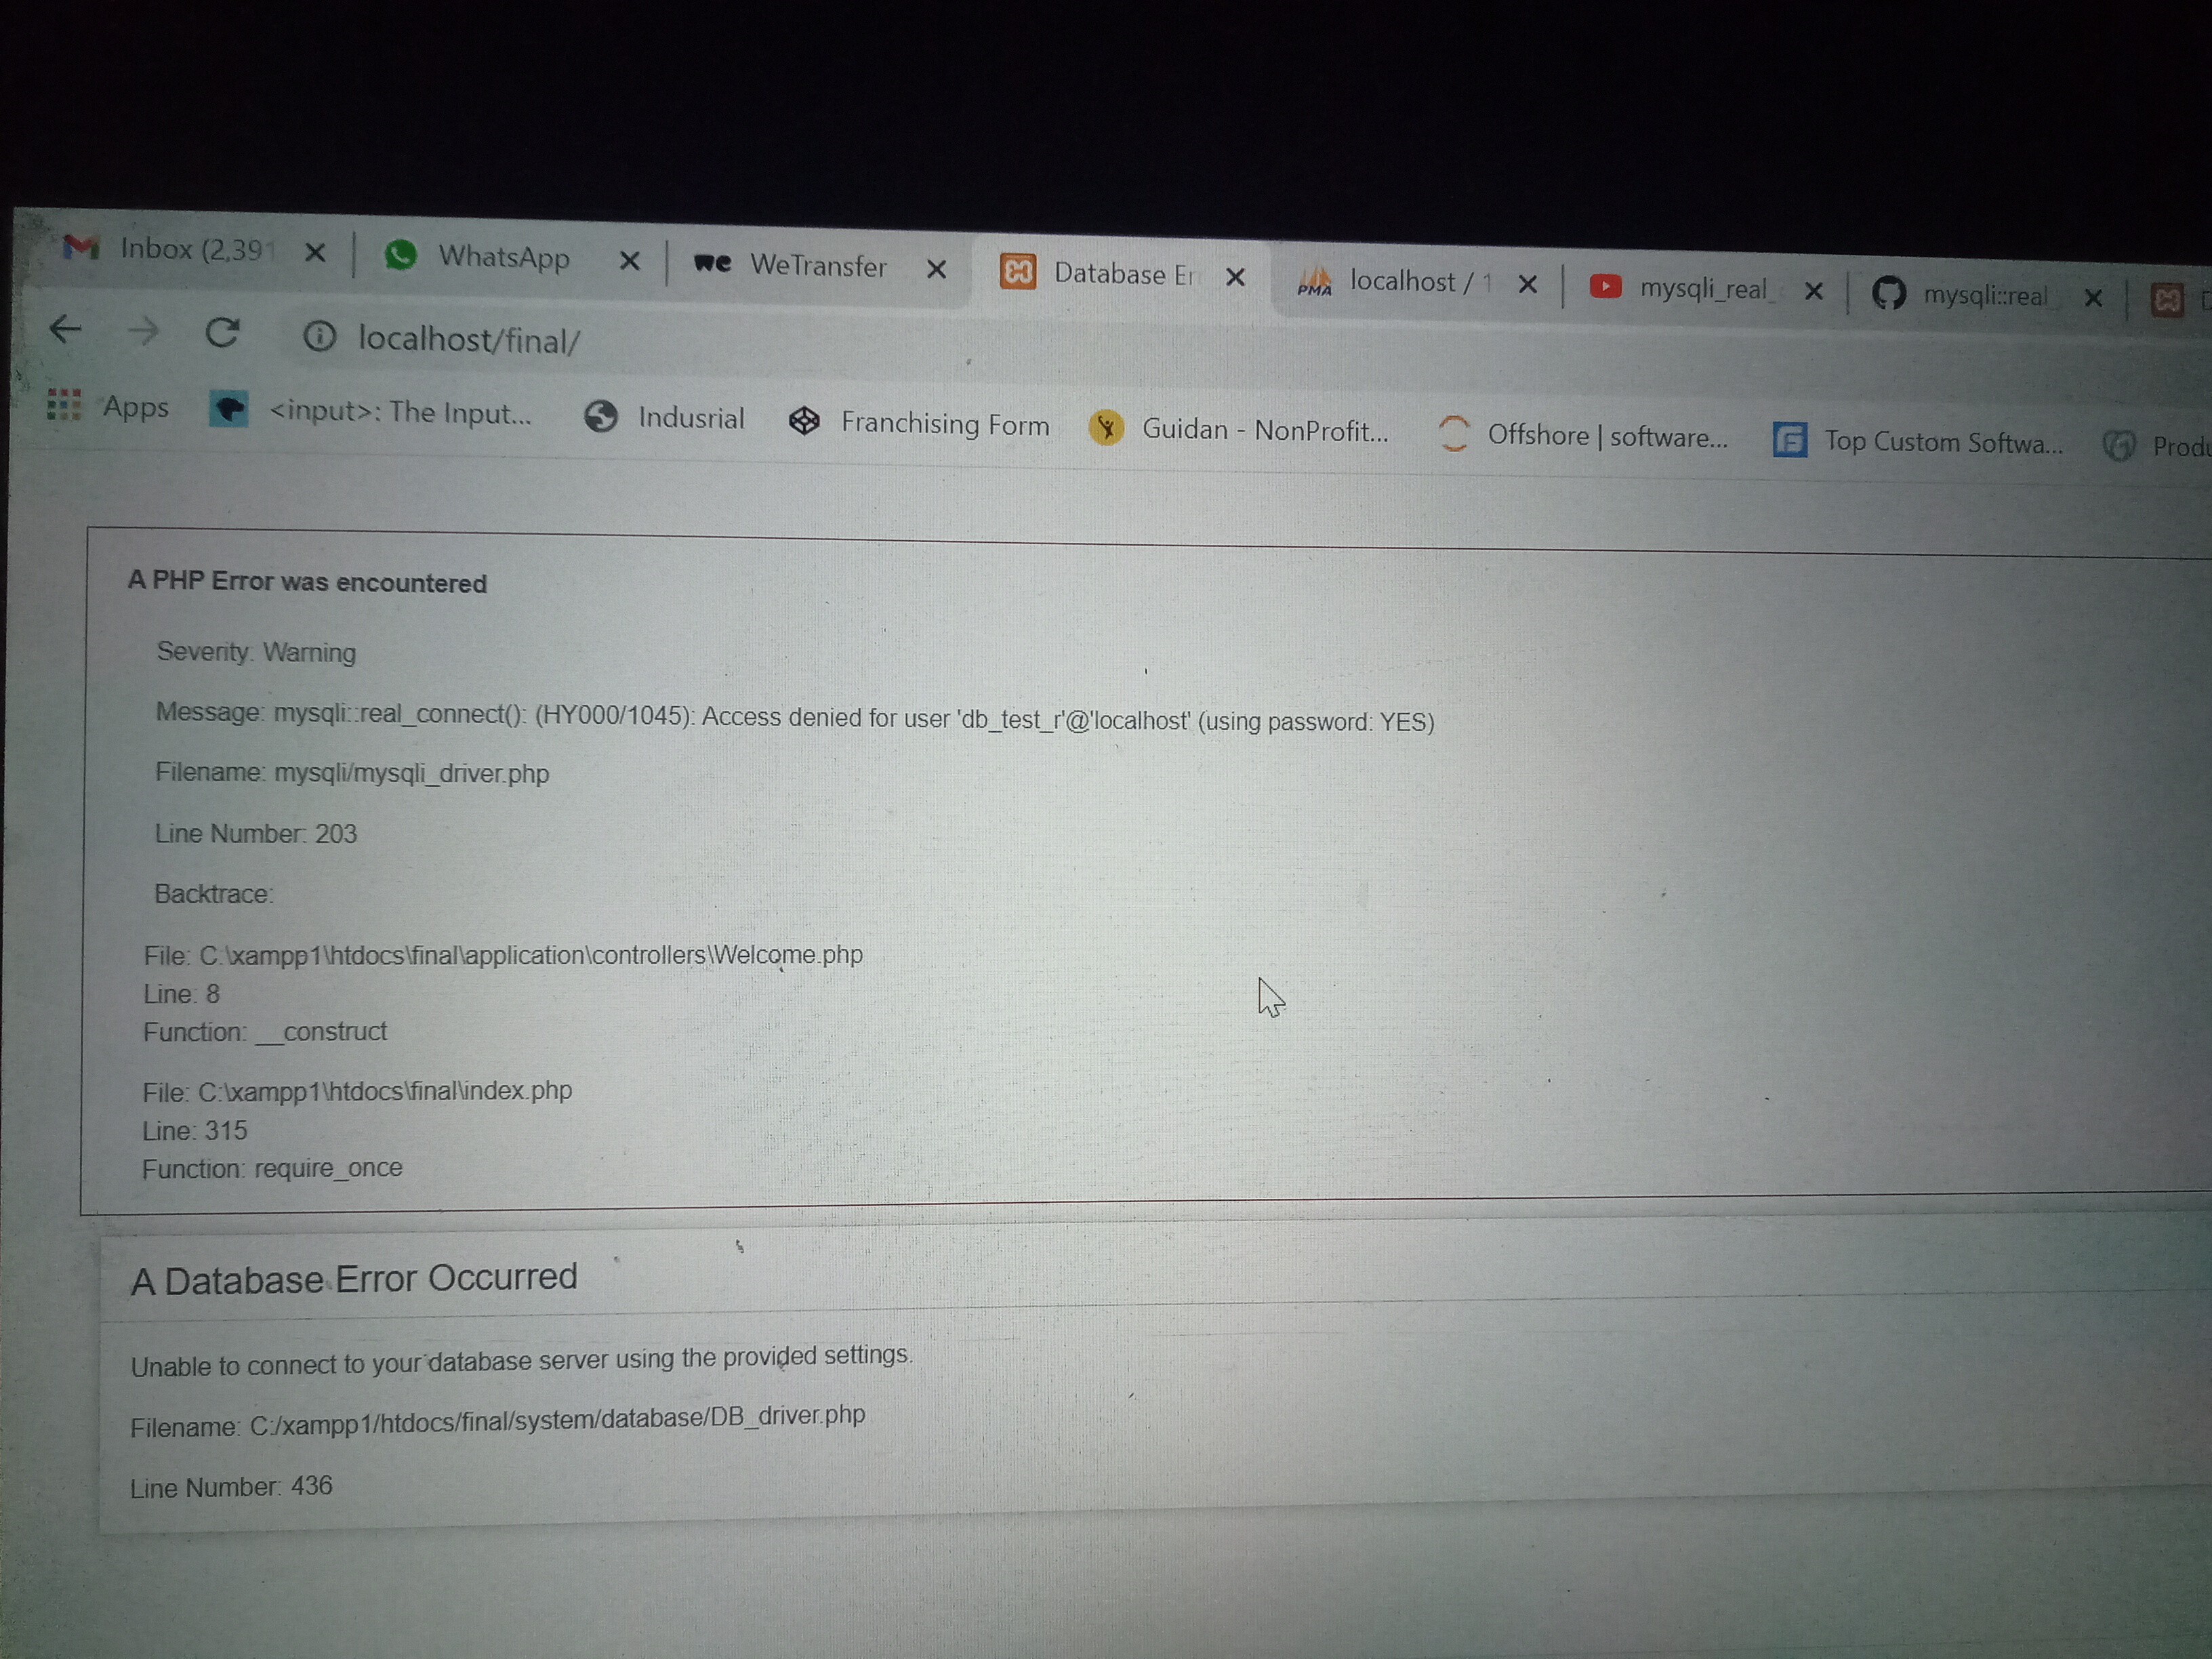 Inbox (2,391
WhatsApp
we WeTransfer
Database Er
PMA localhost / 1
mysqli_real_
mysqli::real
localhost/final/
Apps
<input>: The Input...
Indusrial
Franchising Form
Guidan - NonProfit...
Offshore | software...
Top Custom Softwa...
Produ
A PHP Error was encountered
Severity: Warning
Message: mysqli::real_connect(): (HY000/1045): Access denied for user 'db_test_r'@'localhost' (using password: YES)
Filename: mysqli/mysqli_driver.php
Line Number: 203
Backtrace:
File: C:\xampp1\htdocs\final\application\controllers\Welcome.php
Line: 8
Function: __construct
File: C:\xampp1\htdocs\final\index.php
Line: 315
Function: require_once
A Database Error Occurred
Unable to connect to your database server using the provided settings.
Filename: C:/xampp1/htdocs/final/system/database/DB_driver.php
Line Number: 436